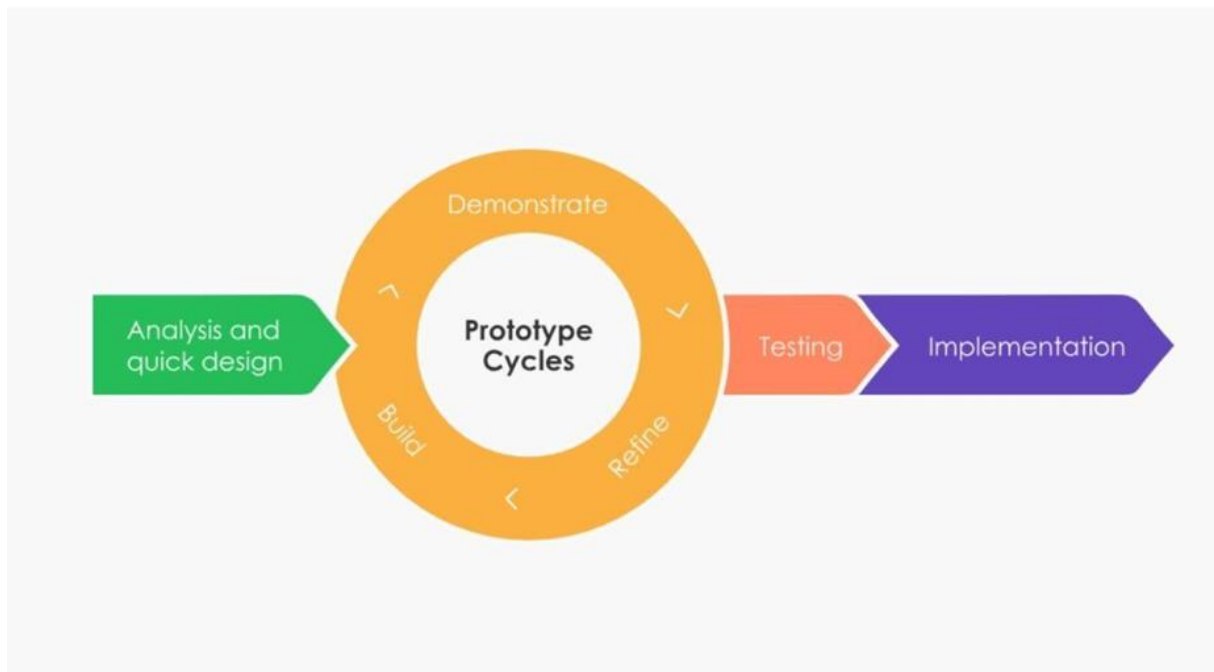 Analysis and
quick design
Demonstrate
Prototype
Cycles
Build
Refine
Testing
Implementation